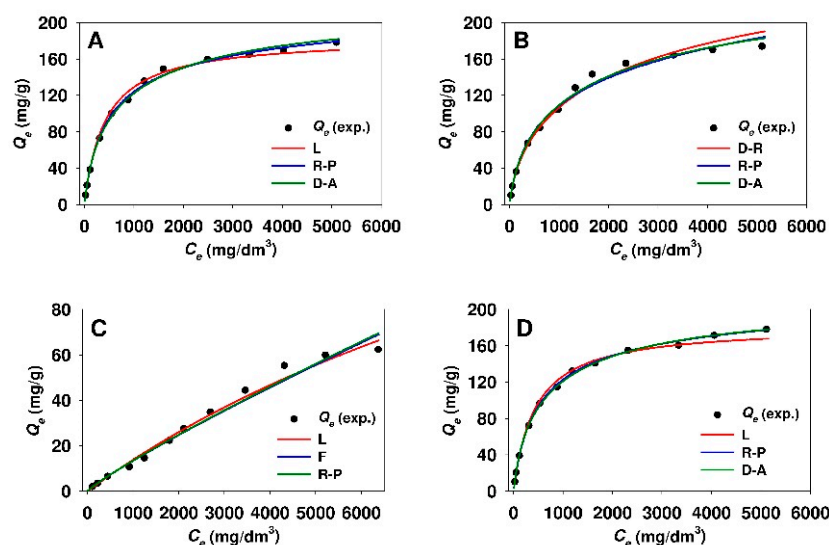 A
200
160
120
80
40
0
Qe (mg/g)
Qe (exp.)
L
R-P
D-A
0 1000 2000 3000 4000 5000 6000
Ce (mg/dm³)
B
200
160
120
80
40
0
Qe (mg/g)
Qe (exp.)
D-R
R-P
D-A
0 1000 2000 3000 4000 5000 6000
Ce (mg/dm³)
C
80
60
40
20
0
Qe (mg/g)
Qe (exp.)
L
F
R-P
0 1000 2000 3000 4000 5000 6000
Ce (mg/dm³)
D
200
160
120
80
40
0
Qe (mg/g)
Qe (exp.)
L
R-P
D-A
0 1000 2000 3000 4000 5000 6000
Ce (mg/dm³)